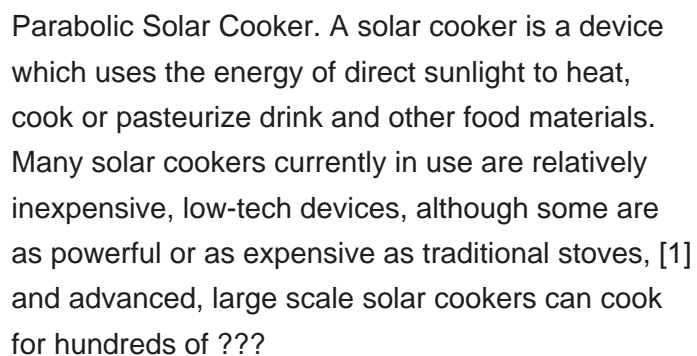 Parabolic Solar Cooker. A solar cooker is a device
which uses the energy of direct sunlight to heat,
cook or pasteurize drink and other food materials.
Many solar cookers currently in use are relatively
inexpensive, low-tech devices, although some are
as powerful or as expensive as traditional stoves, [1]
and advanced, large scale solar cookers can cook
for hundreds of ???